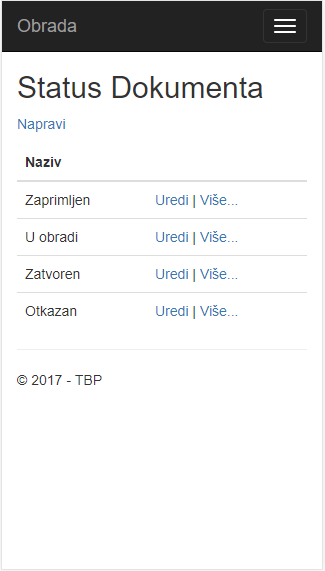 Obrada
Status Dokumenta
Napravi
Naziv
Zaprimljen Uredi | Više...
U obradi Uredi | Više...
Zatvoren Uredi | Više...
Otkazan Uredi | Više...
© 2017 - TBP